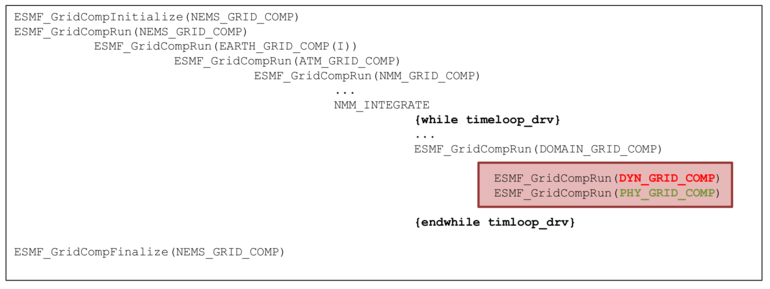 ESMF_GridCompInitialize(NEMS_GRID_COMP)
ESMF_GridCompRun(NEMS_GRID_COMP)
ESMF_GridCompRun(EARTH_GRID_COMP(I))
ESMF_GridCompRun(ATM_GRID_COMP)
ESMF_GridCompRun(NMM_GRID_COMP)
...
NMM_INTEGRATE
{while timeloop_drv}
...
ESMF_GridCompRun(DOMAIN_GRID_COMP)
ESMF_GridCompRun(DYN_GRID_COMP)
ESMF_GridCompRun(PHY_GRID_COMP)
{endwhile timloop_drv}
ESMF_GridCompFinalize(NEMS_GRID_COMP)